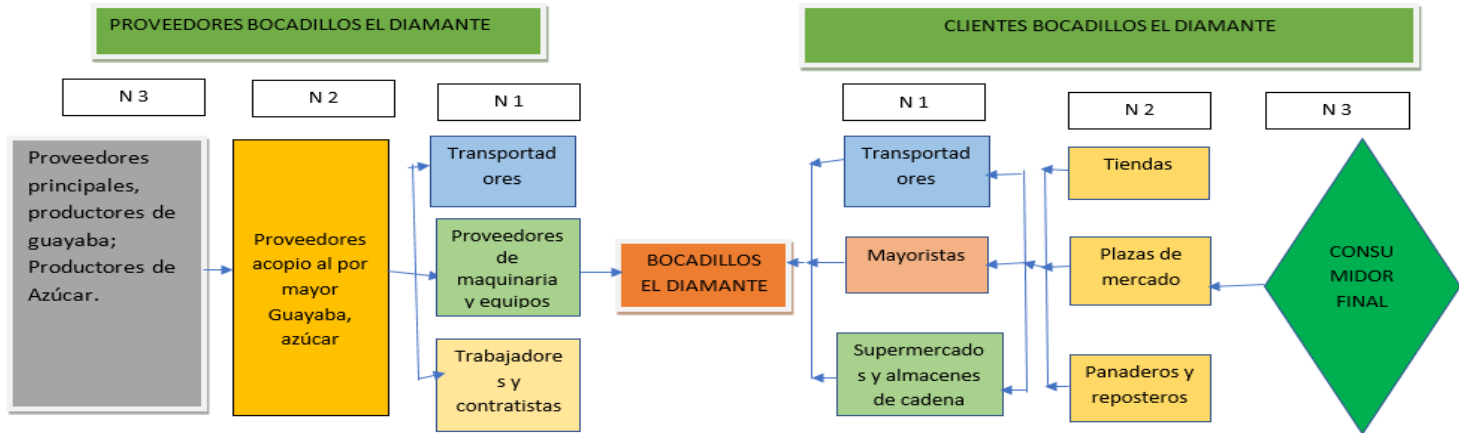 PROVEEDORES BOCADILLOS EL DIAMANTE
CLIENTES BOCADILLOS EL DIAMANTE
N 3
N 2
N 1
N 1
N 2
N 3
Proveedores
principales,
productores de
guayaba;
Productores de
Azúcar.
Proveedores
acopio al por
mayor
Guayaba,
azúcar
Transportad
ores
Proveedores
de
maquinaria
y equipos
Trabajadore
s y
contratistas
BOCADILLOS
EL DIAMANTE
Transportad
ores
Mayoristas
Supermercado
s y almacenes
de cadena
Tiendas
Plazas de
mercado
Panaderos y
reposteros
CONSU
MIDOR
FINAL